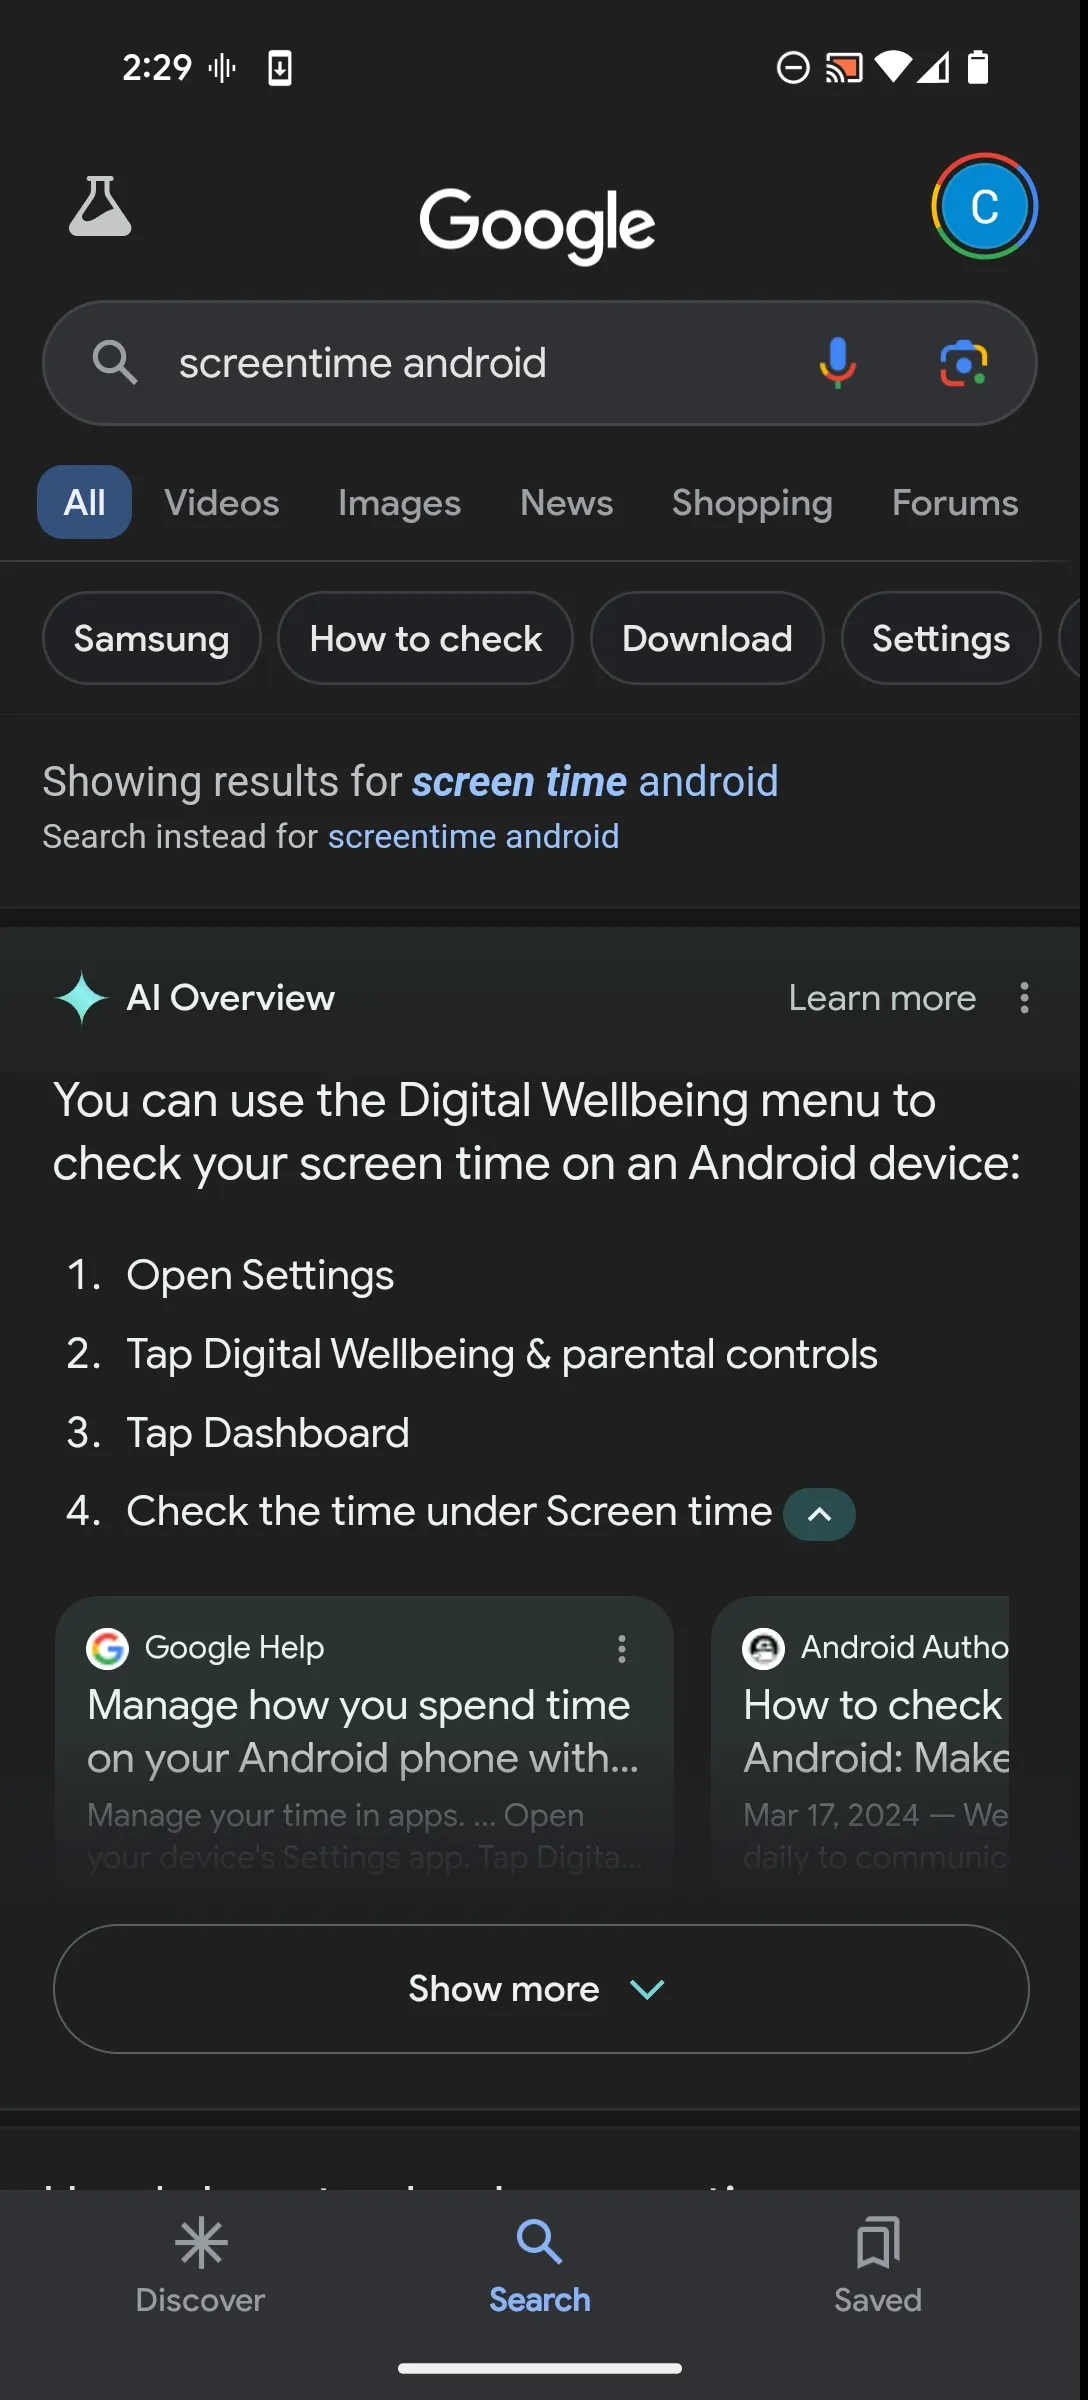 2:29
Google
C
screentime android
All Videos Images News Shopping Forums
Samsung How to check Download Settings
Showing results for screen time android
Search instead for screentime android
AI Overview Learn more
You can use the Digital Wellbeing menu to
check your screen time on an Android device:
1. Open Settings
2. Tap Digital Wellbeing & parental controls
3. Tap Dashboard
4. Check the time under Screen time
Google Help
Manage how you spend time
on your Android phone with...
Manage your time in apps. ... Open
your device's Settings app. Tap Digita...
Android Autho
How to check
Android: Make
Mar 17, 2024 — We
daily to communic
Show more
Discover Search Saved